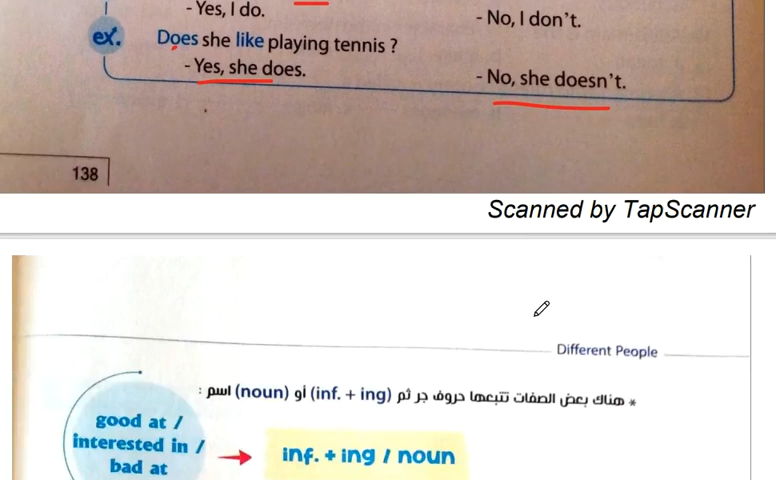 - Yes, I do.
- No, I don't.
ex. Does she like playing tennis ?
- Yes, she does.
- No, she doesn't.
138
Scanned by TapScanner
Different People
* هناك بعض الصفات تتبعها حروف جر ثم (inf. + ing) أو (noun) اسم :
good at /
interested in /
bad at
inf. + ing / noun